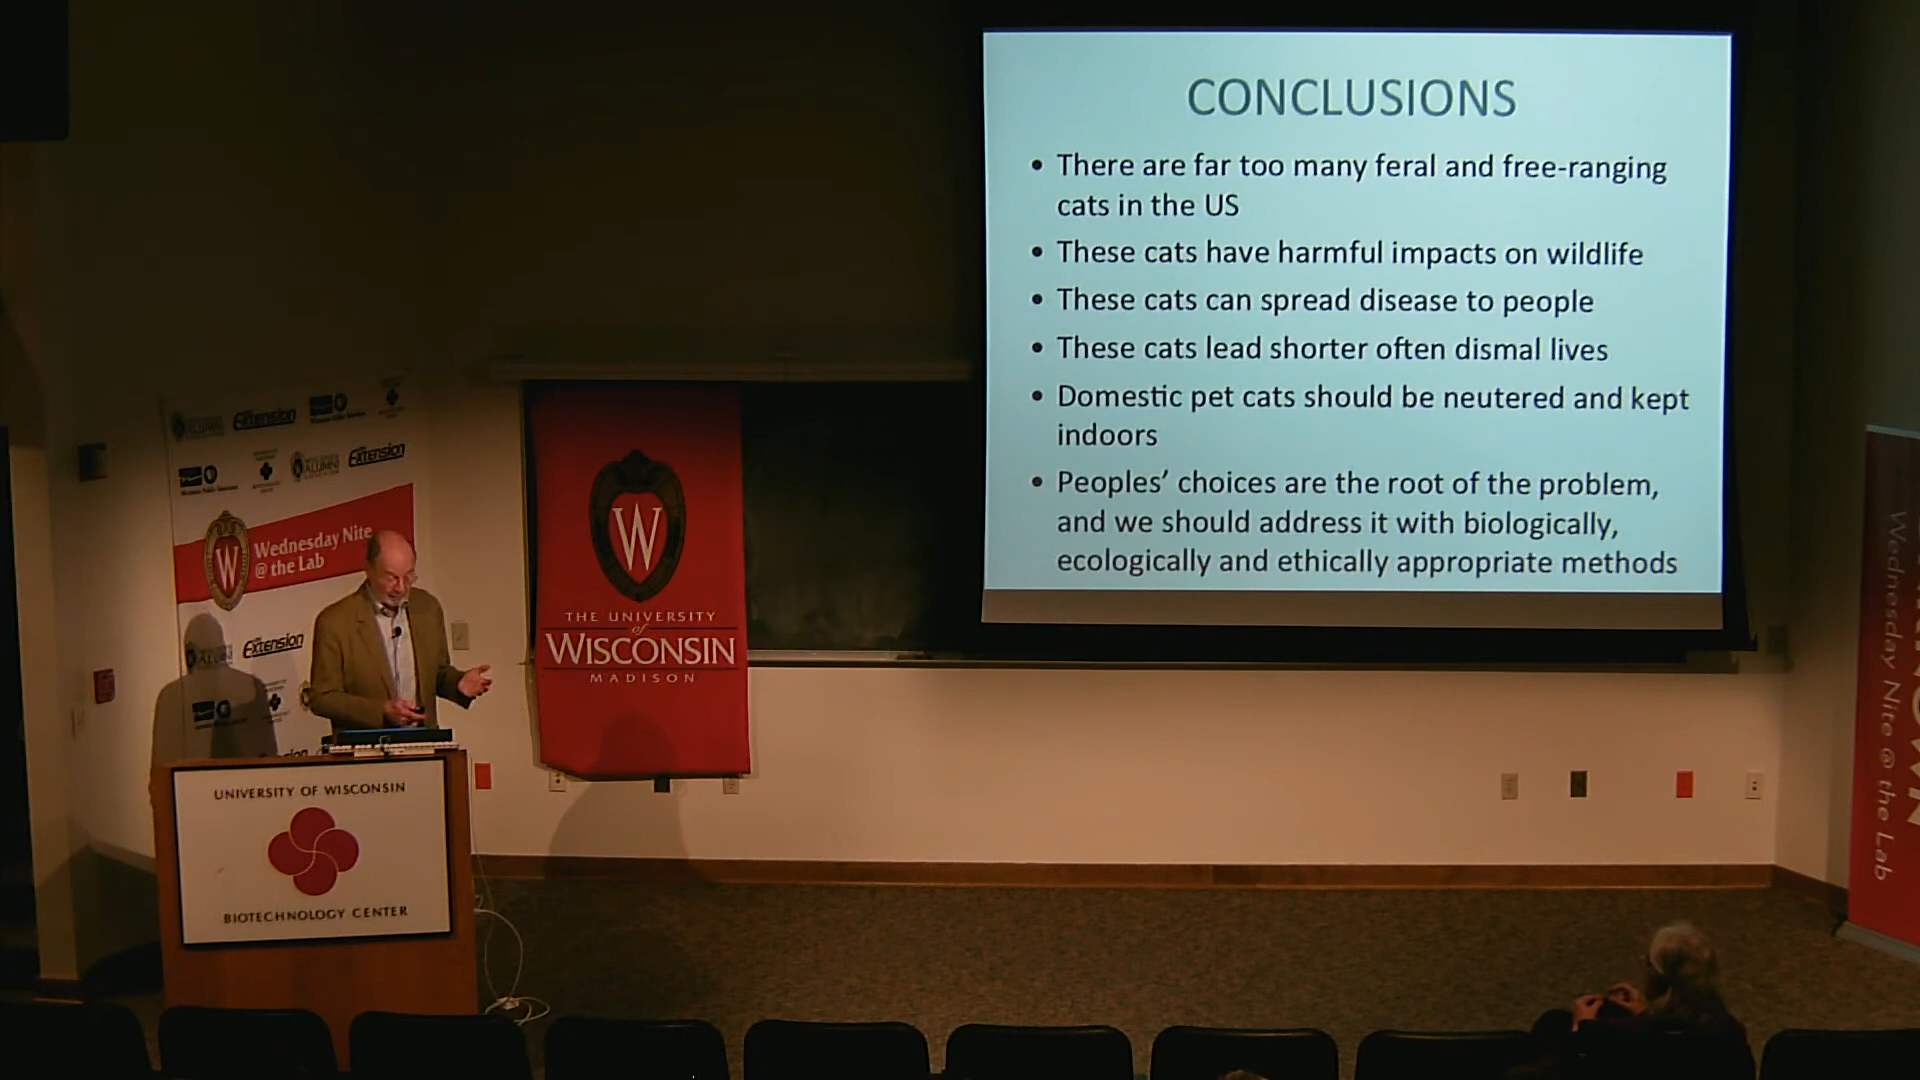 CONCLUSIONS
• There are far too many feral and free-ranging
cats in the US
• These cats have harmful impacts on wildlife
• These cats can spread disease to people
• These cats lead shorter often dismal lives
• Domestic pet cats should be neutered and kept
indoors
• Peoples’ choices are the root of the problem,
and we should address it with biologically,
ecologically and ethically appropriate methods
Extension
ALUMNI
Extension
W
Wednesday Nite
@ the Lab
Extension
W
THE UNIVERSITY
of
WISCONSIN
MADISON
UNIVERSITY OF WISCONSIN
BIOTECHNOLOGY CENTER
Wednesday Nite @ the Lab